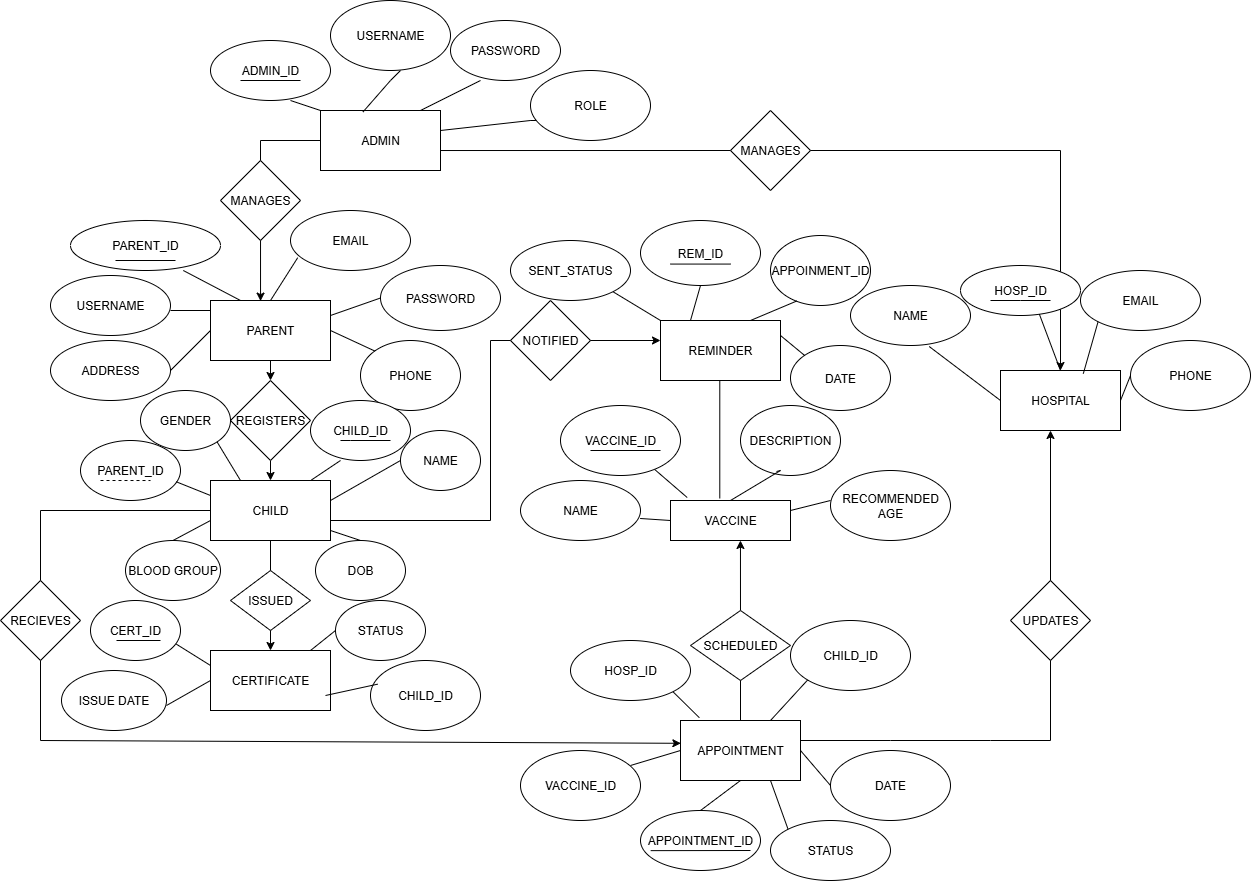 USERNAME
PASSWORD
ADMIN_ID
ROLE
ADMIN
MANAGES
MANAGES
PARENT_ID
EMAIL
REM_ID
SENT_STATUS
APPOINMENT_ID
HOSP_ID
EMAIL
USERNAME
PASSWORD
NAME
PARENT
NOTIFIED
REMINDER
ADDRESS
PHONE
DATE
PHONE
HOSPITAL
GENDER
REGISTERS
CHILD_ID
VACCINE_ID
DESCRIPTION
PARENT_ID
NAME
CHILD
NAME
VACCINE
RECOMMENDED
AGE
BLOOD GROUP
DOB
ISSUED
RECIEVES
CERT_ID
STATUS
UPDATES
SCHEDULED
HOSP_ID
CHILD_ID
CERTIFICATE
ISSUE DATE
CHILD_ID
APPOINTMENT
VACCINE_ID
DATE
APPOINTMENT_ID
STATUS